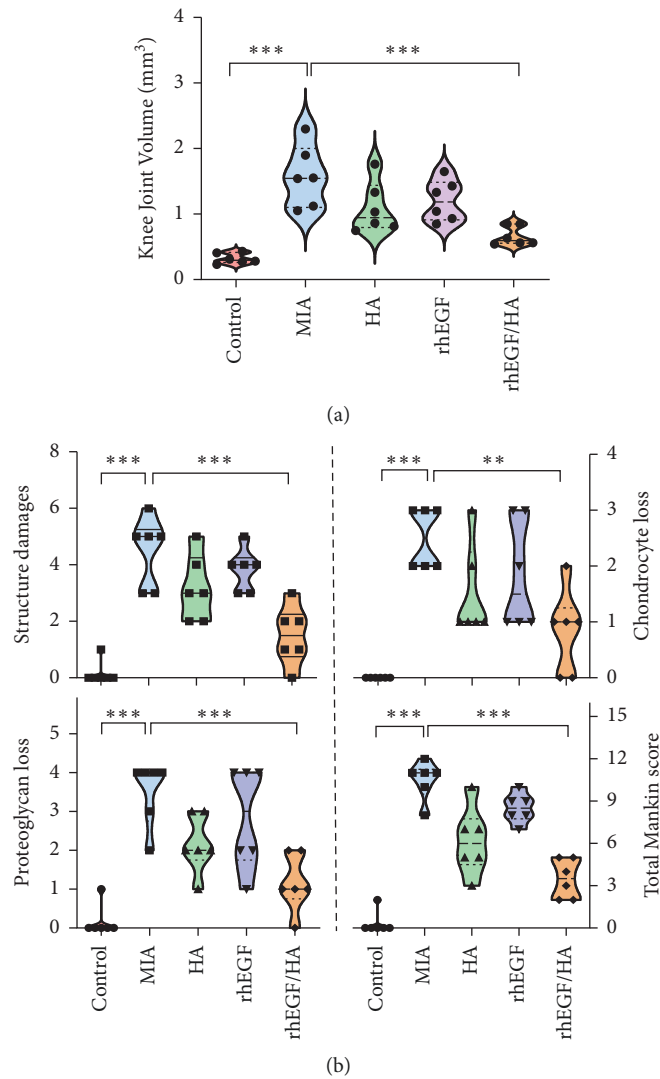 4
3
2
1
0
Knee Joint Volume (mm³)
***
***
Control
MIA
HA
rhEGF
rhEGF/HA
(a)
8
6
4
2
0
Structure damages
***
***
4
3
2
1
0
Chondrocyte loss
***
**
5
4
3
2
1
0
Proteoglycan loss
***
***
Control
MIA
HA
rhEGF
rhEGF/HA
15
12
9
6
3
0
Total Mankin score
***
***
Control
MIA
HA
rhEGF
rhEGF/HA
(b)